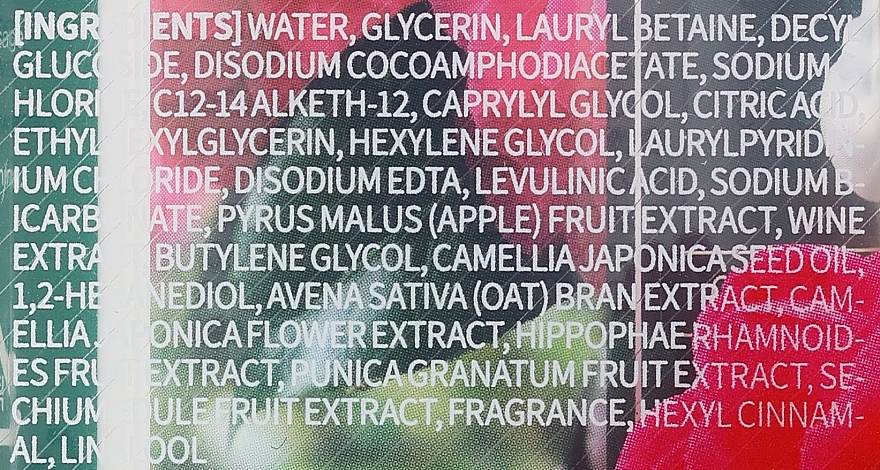 [INGREDIENTS] WATER, GLYCERIN, LAURYL BETAINE, DECYL
GLUCOSIDE, DISODIUM COCOAMPHODIACETATE, SODIUM C-
HLORIDE, C12-14 ALKETH-12, CAPRYLYL GLYCOL, CITRIC ACID,
ETHYLHEXYLGLYCERIN, HEXYLENE GLYCOL, LAURYLPYRIDIN-
IUM CHLORIDE, DISODIUM EDTA, LEVULINIC ACID, SODIUM B-
ICARBONATE, PYRUS MALUS (APPLE) FRUIT EXTRACT, WINE
EXTRACT, BUTYLENE GLYCOL, CAMELLIA JAPONICA SEED OIL,
1,2-HEXANEDIOL, AVENA SATIVA (OAT) BRAN EXTRACT, CAM-
ELLIA JAPONICA FLOWER EXTRACT, HIPPOPHAE RHAMNOID-
ES FRUIT EXTRACT, PUNICA GRANATUM FRUIT EXTRACT, SE-
CHIUM EDULE FRUIT EXTRACT, FRAGRANCE, HEXYL CINNAM-
AL, LINALOOL